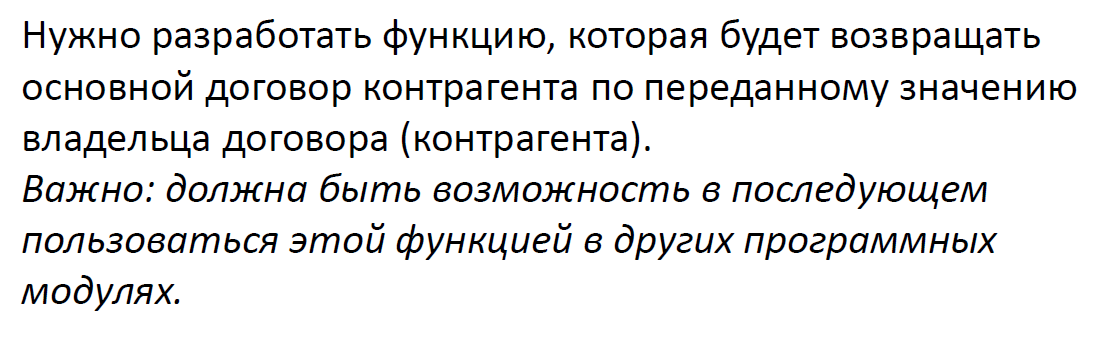 Нужно разработать функцию, которая будет возвращать
основной договор контрагента по переданному значению
владельца договора (контрагента).
Важно: должна быть возможность в последующем
пользоваться этой функцией в других программных
модулях.